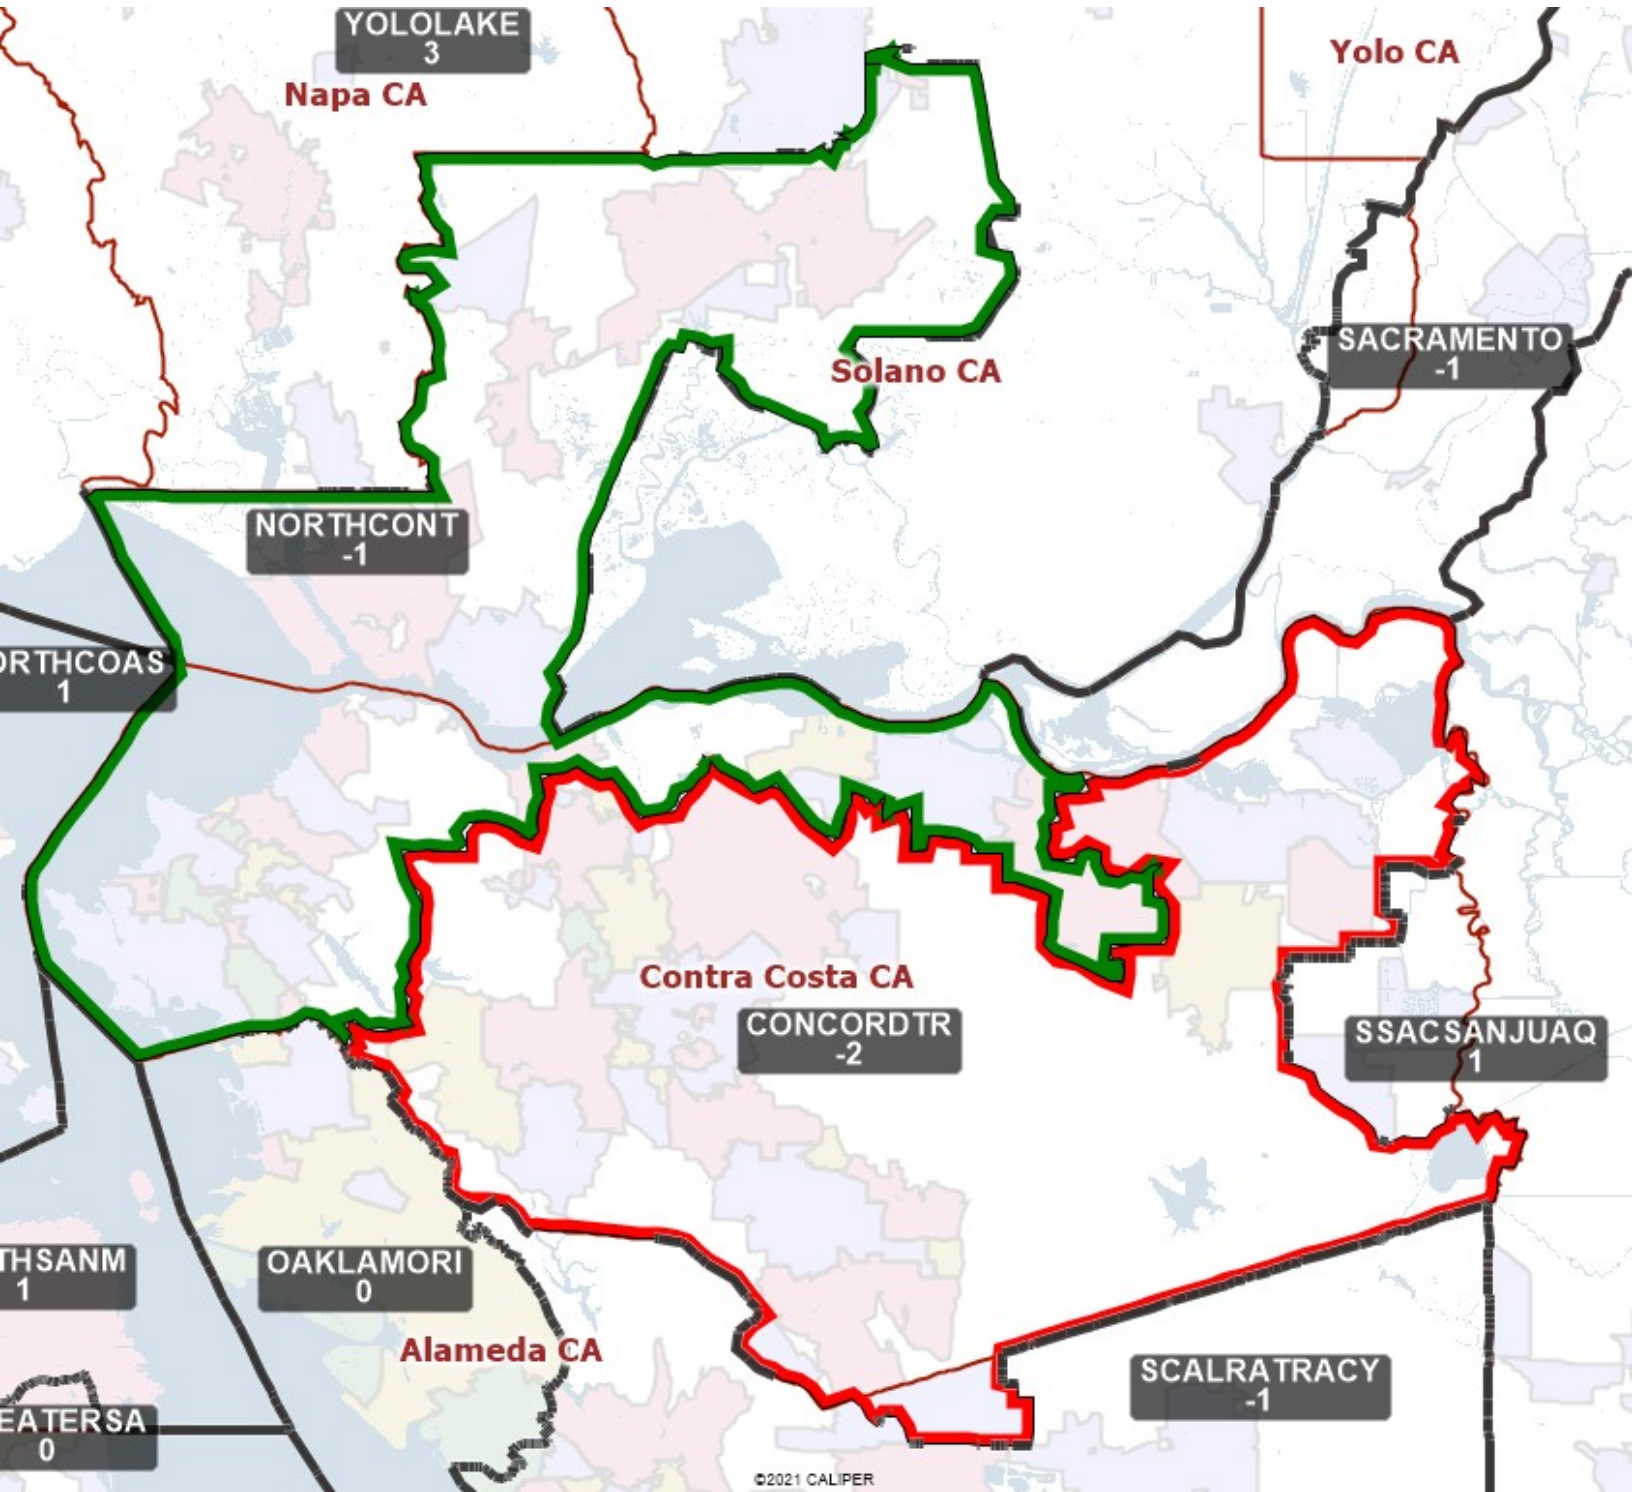 YOLOLAKE
3
Yolo CA
Napa CA
SACRAMENTO
-1
Solano CA
NORTHCONT
-1
ORTHCOAS
1
Contra Costa CA
CONCORDTR
-2
SSACSANJUAQ
1
THSANM
1
OAKLAMORI
0
Alameda CA
SCALRATRACY
-1
EATERSA
0
©2021 CALIPER